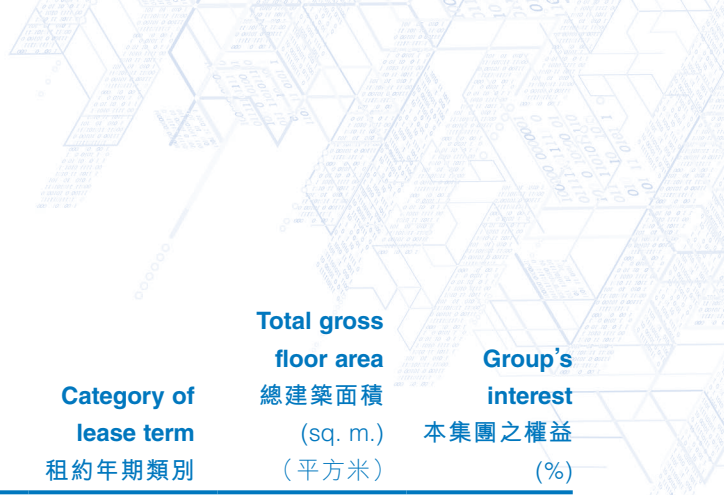 Total gross
floor area
Group's
Category of
總建築面積
interest
lease term
(sq. m.)
本集團之權益
租約年期類別
（平方米）
(%)